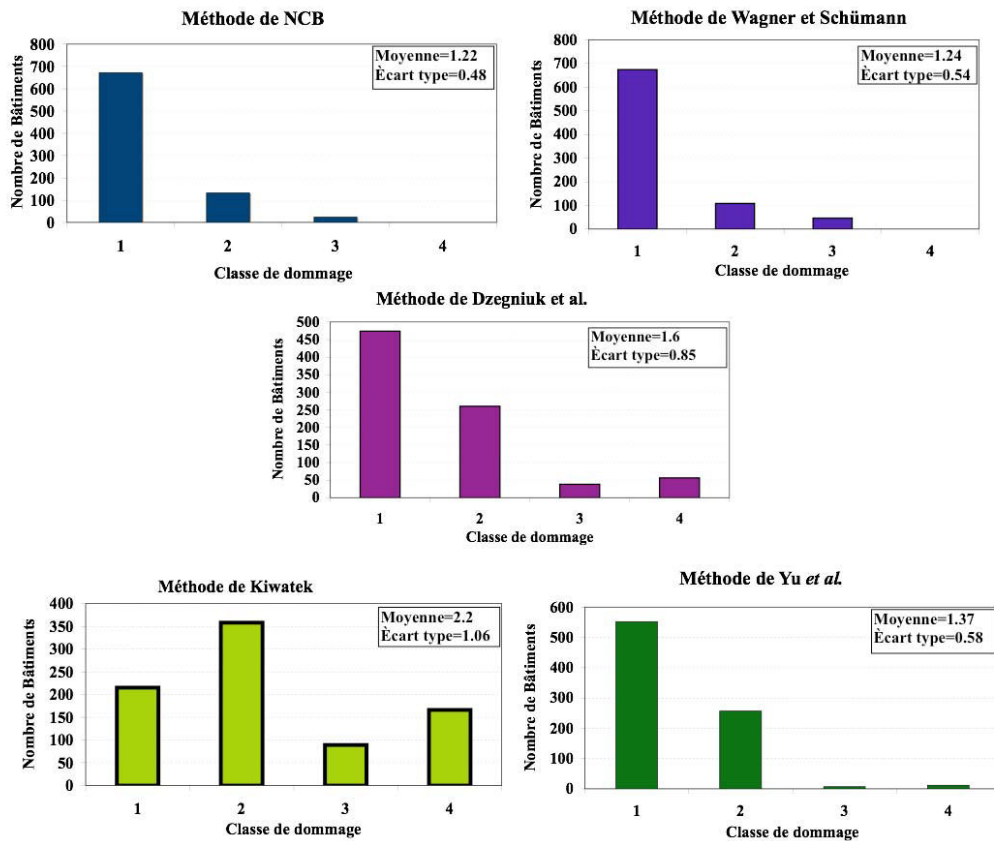 Méthode de NCB
Moyenne=1.22
Ècart type=0.48
Nombre de Bâtiments
800
700
600
500
400
300
200
100
0
1 2 3 4
Classe de dommage
Méthode de Wagner et Schümann
Moyenne=1.24
Ècart type=0.54
Nombre de Bâtiments
800
700
600
500
400
300
200
100
0
1 2 3 4
Classe de dommage
Méthode de Dzegniuk et al.
Moyenne=1.6
Ècart type=0.85
Nombre de Bâtiments
500
450
400
350
300
250
200
150
100
50
0
1 2 3 4
Classe de dommage
Méthode de Kiwatek
Moyenne=2.2
Ècart type=1.06
Nombre de Bâtiments
400
350
300
250
200
150
100
50
0
1 2 3 4
Classe de dommage
Méthode de Yu et al.
Moyenne=1.37
Ècart type=0.58
Nombre de Bâtiments
600
500
400
300
200
100
0
1 2 3 4
Classe de dommage